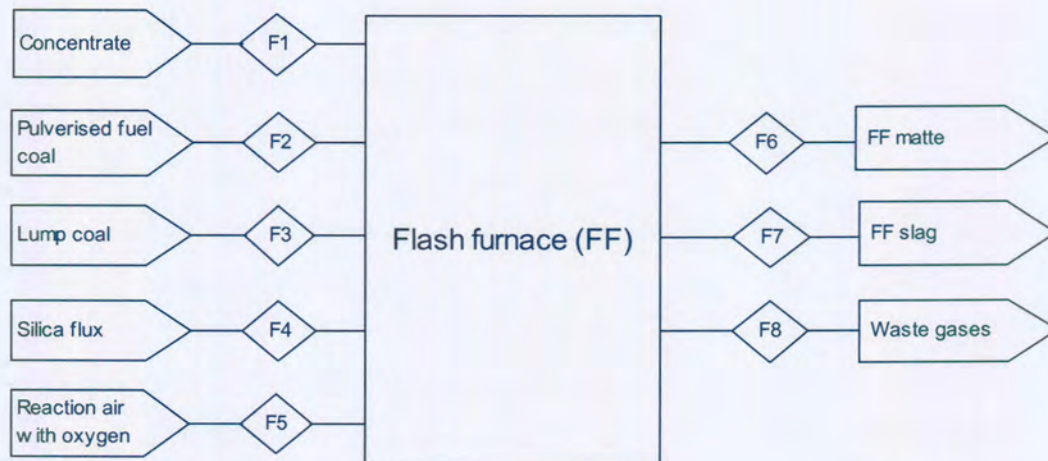 Concentrate
F1
Pulverised fuel
coal
F2
Lump coal
F3
Silica flux
F4
Reaction air
with oxygen
F5
Flash furnace (FF)
F6
FF matte
F7
FF slag
F8
Waste gases